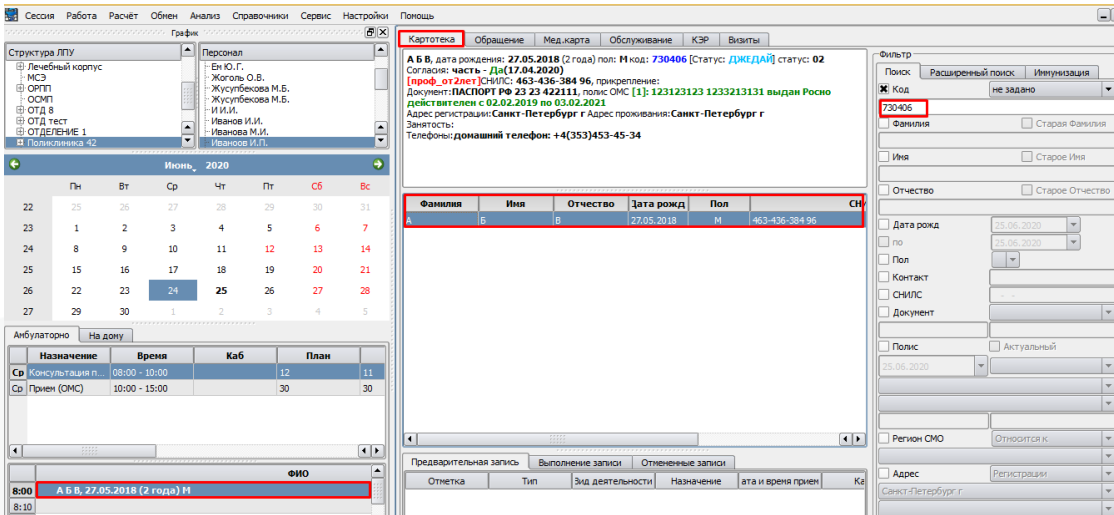 Сессия Работа Расчёт Обмен Анализ Справочники Сервис Настройки Помощь
График
Структура ЛПУ
Лечебный корпус
МСЭ
ОРПП
ОСМП
ОТД 8
ОТД тест
ОТДЕЛЕНИЕ 1
Поликлиника 42
Персонал
Ен Ю.Г.
Жоголь О.В.
Жусупбекова М.Б.
Жусупбекова М.Б.
И И.И.
Иванов И.И.
Иванова М.И.
Иваноов И.П.
Июнь, 2020
Пн Вт Ср Чт Пт Сб Вс
22 25 26 27 28 29 30 31
23 1 2 3 4 5 6 7
24 8 9 10 11 12 13 14
25 15 16 17 18 19 20 21
26 22 23 24 25 26 27 28
27 29 30 1 2 3 4 5
Амбулаторно На дому
Назначение Время Каб План
Ср Консультация п... 08:00 - 10:00 12 11
Ср Прием (ОМС) 10:00 - 15:00 30 30
ФИО
8:00 А Б В, 27.05.2018 (2 года) М
8:10
Картотека Обращение Мед.карта Обслуживание КЭР Визиты
А Б В, дата рождения: 27.05.2018 (2 года) пол: М код: 730406 [Статус: ДЖЕДАЙ] статус: 02
Согласия: часть - Да(17.04.2020)
[проф_от2лет]СНИЛС: 463-436-384 96, прикрепление:
Документ:ПАСПОРТ РФ 23 23 422111, полис ОМС [1]: 123123123 1233213131 выдан Росно
действителен с 02.02.2019 по 03.02.2021
Адрес регистрации:Санкт-Петербург г Адрес проживания:Санкт-Петербург г
Занятость:
Телефоны:домашний телефон: +4(353)453-45-34
Фамилия Имя Отчество Дата рожд Пол СНИ
А Б В 27.05.2018 М 463-436-384 96
Предварительная запись Выполнение записи Отмененные записи
Отметка Тип Вид деятельности Назначение ата и время прием Ка
Фильтр
Поиск Расширенный поиск Иммунизация
Код не задано
730406
Фамилия Старая Фамилия
Имя Старое Имя
Отчество Старое Отчество
Дата рожд 25.06.2020
по 25.06.2020
Пол
Контакт
СНИЛС - -
Документ
Полис Актуальный
25.06.2020
Регион СМО Относится к
Адрес Регистрации
Санкт-Петербург г